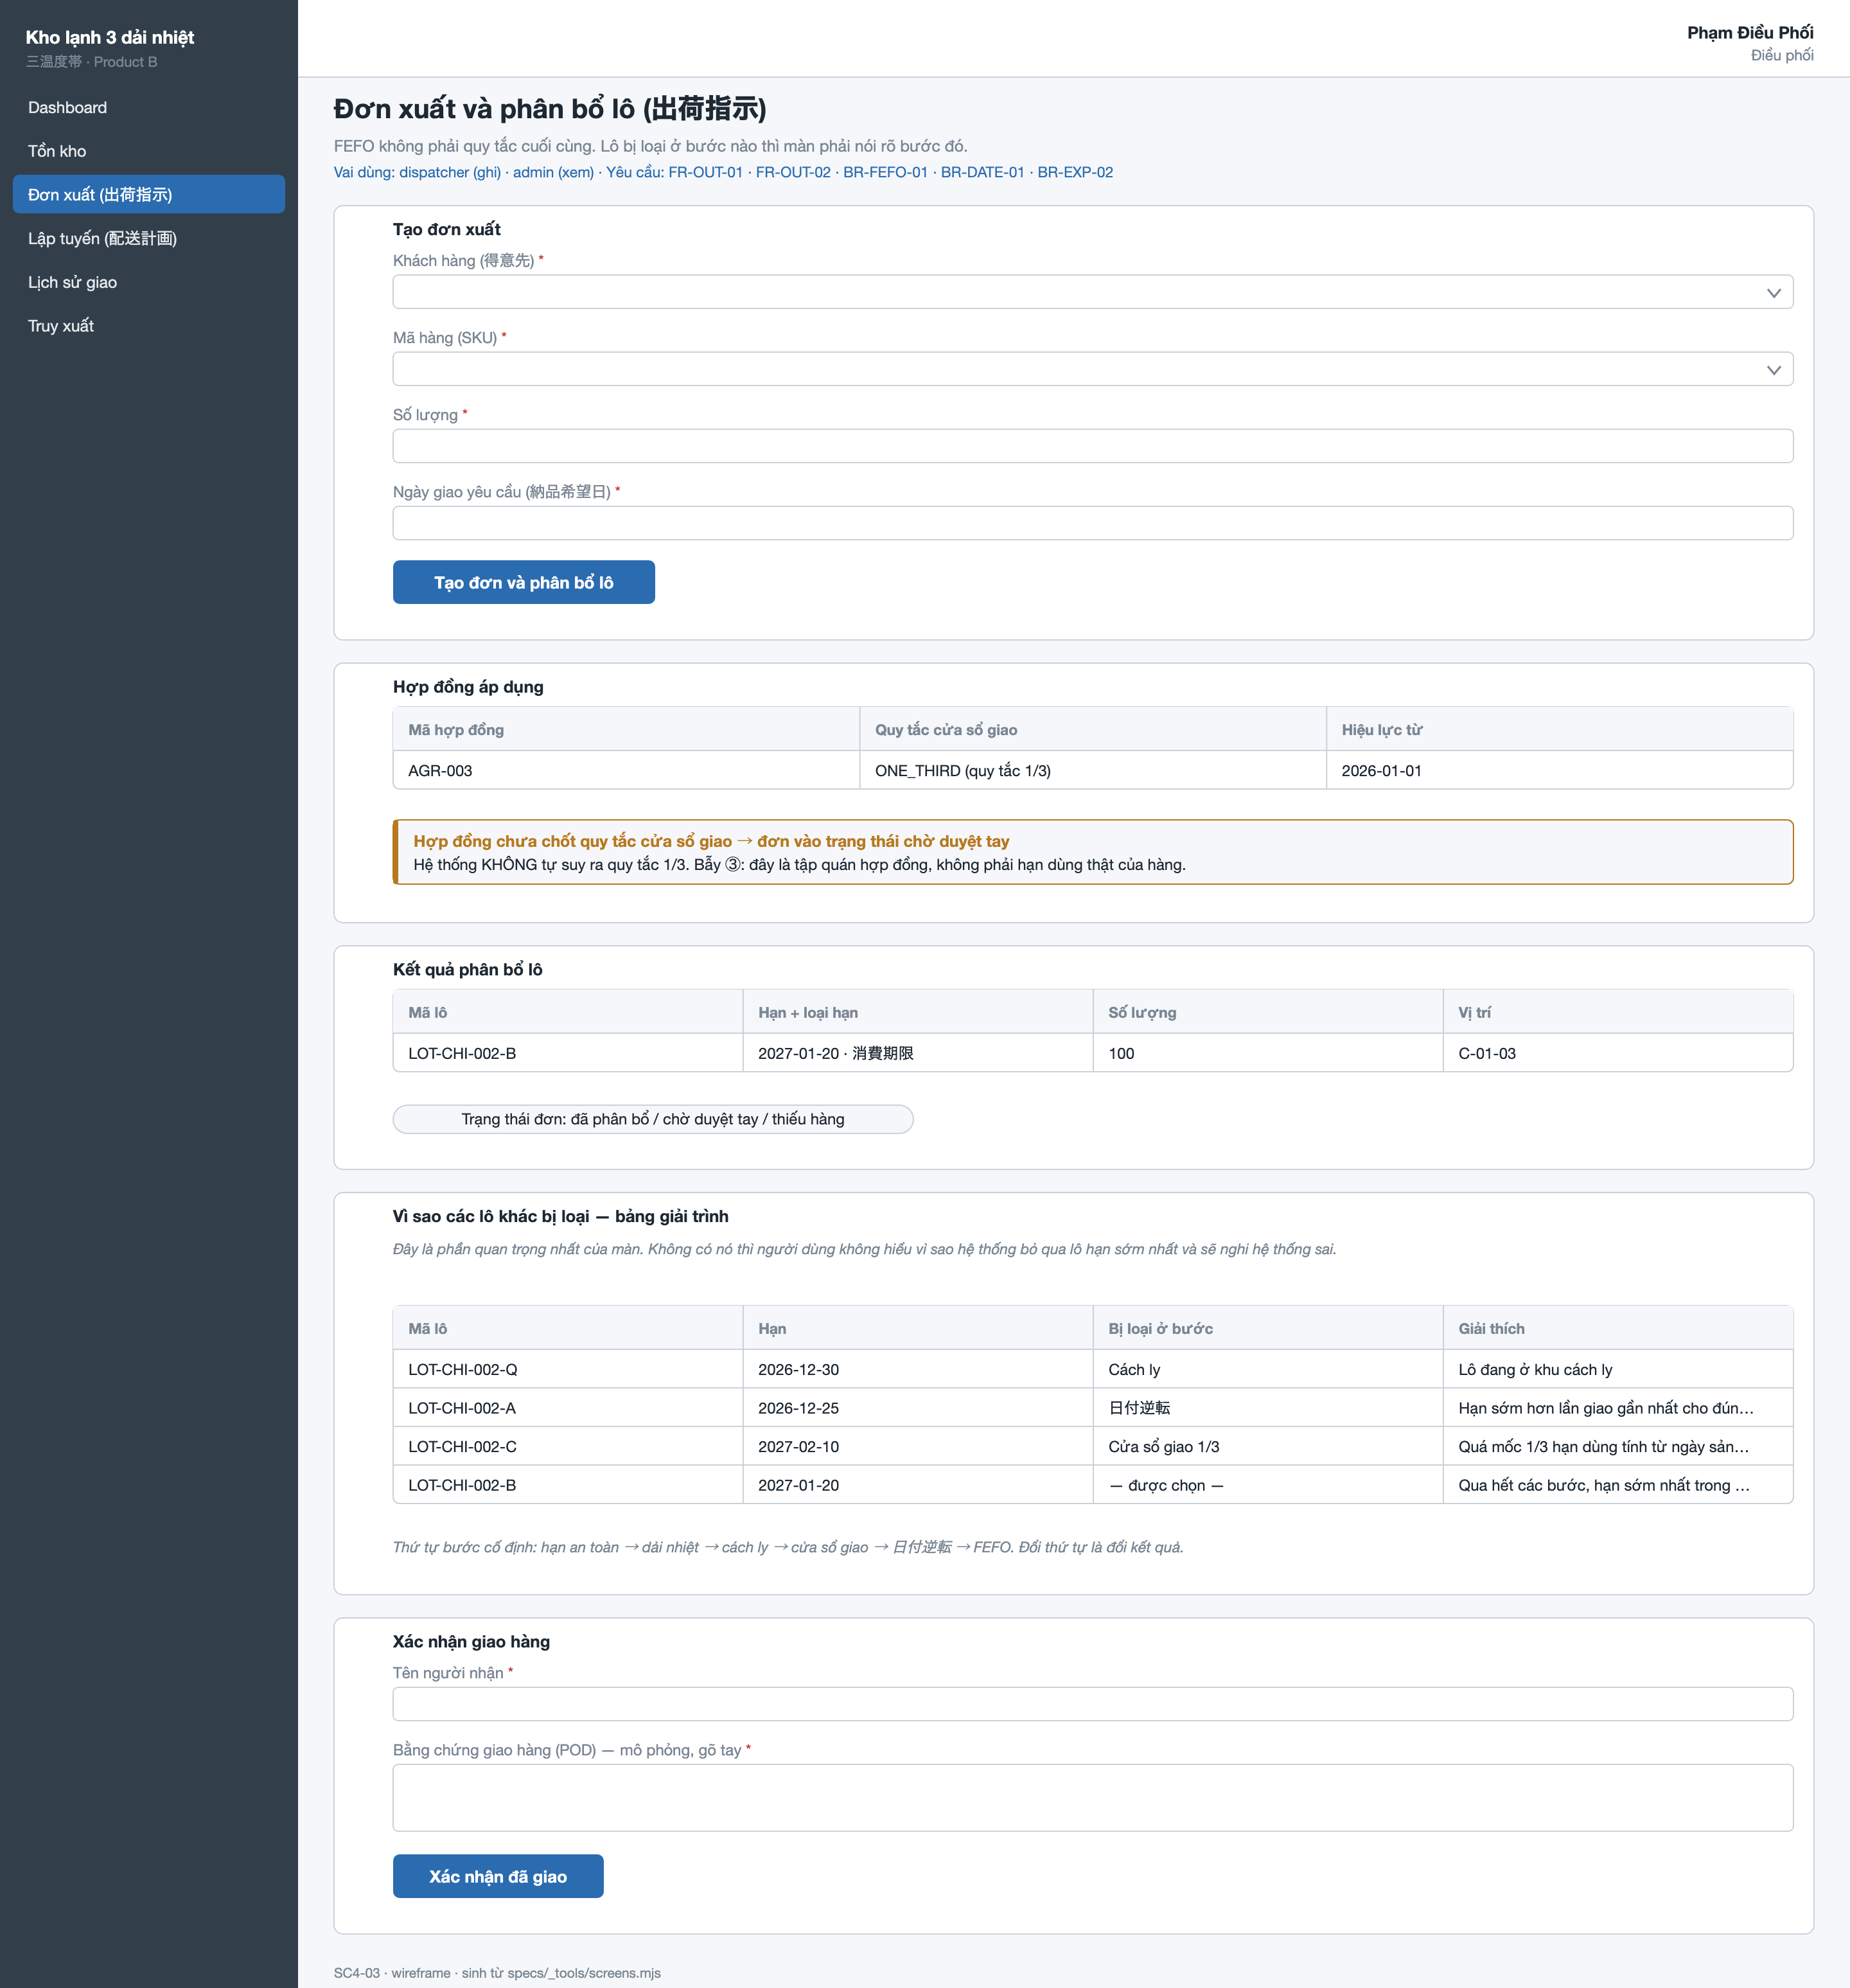 Kho lạnh 3 dải nhiệt
三温度帯 · Product B
Dashboard
Tồn kho
Đơn xuất (出荷指示)
Lập tuyến (配送計画)
Lịch sử giao
Truy xuất
Phạm Điều Phối
Điều phối
Đơn xuất và phân bổ lô (出荷指示)
FEFO không phải quy tắc cuối cùng. Lô bị loại ở bước nào thì màn phải nói rõ bước đó.
Vai dùng: dispatcher (ghi) · admin (xem) · Yêu cầu: FR-OUT-01 · FR-OUT-02 · BR-FEFO-01 · BR-DATE-01 · BR-EXP-02
Tạo đơn xuất
Khách hàng (得意先) *
Mã hàng (SKU) *
Số lượng *
Ngày giao yêu cầu (納品希望日) *
Tạo đơn và phân bổ lô
Hợp đồng áp dụng
Mã hợp đồng Quy tắc cửa sổ giao Hiệu lực từ
AGR-003 ONE_THIRD (quy tắc 1/3) 2026-01-01
Hợp đồng chưa chốt quy tắc cửa sổ giao → đơn vào trạng thái chờ duyệt tay
Hệ thống KHÔNG tự suy ra quy tắc 1/3. Bẫy ③: đây là tập quán hợp đồng, không phải hạn dùng thật của hàng.
Kết quả phân bổ lô
Mã lô Hạn + loại hạn Số lượng Vị trí
LOT-CHI-002-B 2027-01-20 · 消費期限 100 C-01-03
Trạng thái đơn: đã phân bổ / chờ duyệt tay / thiếu hàng
Vì sao các lô khác bị loại — bảng giải trình
Đây là phần quan trọng nhất của màn. Không có nó thì người dùng không hiểu vì sao hệ thống bỏ qua lô hạn sớm nhất và sẽ nghi hệ thống sai.
Mã lô Hạn Bị loại ở bước Giải thích
LOT-CHI-002-Q 2026-12-30 Cách ly Lô đang ở khu cách ly
LOT-CHI-002-A 2026-12-25 日付逆転 Hạn sớm hơn lần giao gần nhất cho đún…
LOT-CHI-002-C 2027-02-10 Cửa sổ giao 1/3 Quá mốc 1/3 hạn dùng tính từ ngày sản…
LOT-CHI-002-B 2027-01-20 — được chọn — Qua hết các bước, hạn sớm nhất trong …
Thứ tự bước cố định: hạn an toàn → dải nhiệt → cách ly → cửa sổ giao → 日付逆転 → FEFO. Đổi thứ tự là đổi kết quả.
Xác nhận giao hàng
Tên người nhận *
Bằng chứng giao hàng (POD) — mô phỏng, gõ tay *
Xác nhận đã giao
SC4-03 · wireframe · sinh từ specs/_tools/screens.mjs